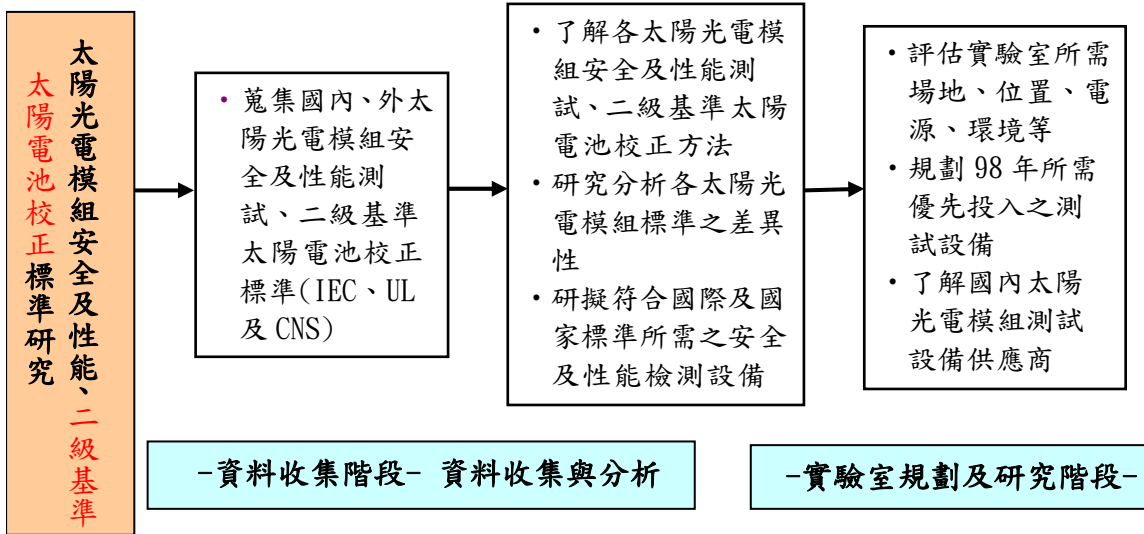 太陽光電模組安全及性能、二級基準
太陽電池校正標準研究
• 蒐集國內、外太
陽光電模組安
全及性能測
試、二級基準
太陽電池校正
標準(IEC、UL
及 CNS)
• 了解各太陽光電模
組安全及性能測
試、二級基準太陽
電池校正方法
• 研究分析各太陽光
電模組標準之差異
性
• 研擬符合國際及國
家標準所需之安全
及性能檢測設備
• 評估實驗室所需
場地、位置、電
源、環境等
• 規劃 98 年所需
優先投入之測
試設備
• 了解國內太陽
光電模組測試
設備供應商
-資料收集階段- 資料收集與分析
-實驗室規劃及研究階段-